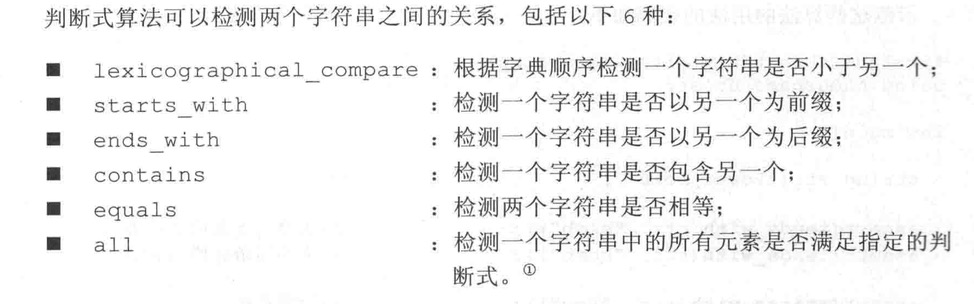 判断式算法可以检测两个字符串之间的关系，包括以下 6 种：
■ lexicographical_compare ：根据字典顺序检测一个字符串是否小于另一个；
■ starts_with ：检测一个字符串是否以另一个为前缀；
■ ends_with ：检测一个字符串是否以另一个为后缀；
■ contains ：检测一个字符串是否包含另一个；
■ equals ：检测两个字符串是否相等；
■ all ：检测一个字符串中的所有元素是否满足指定的判
断式。①